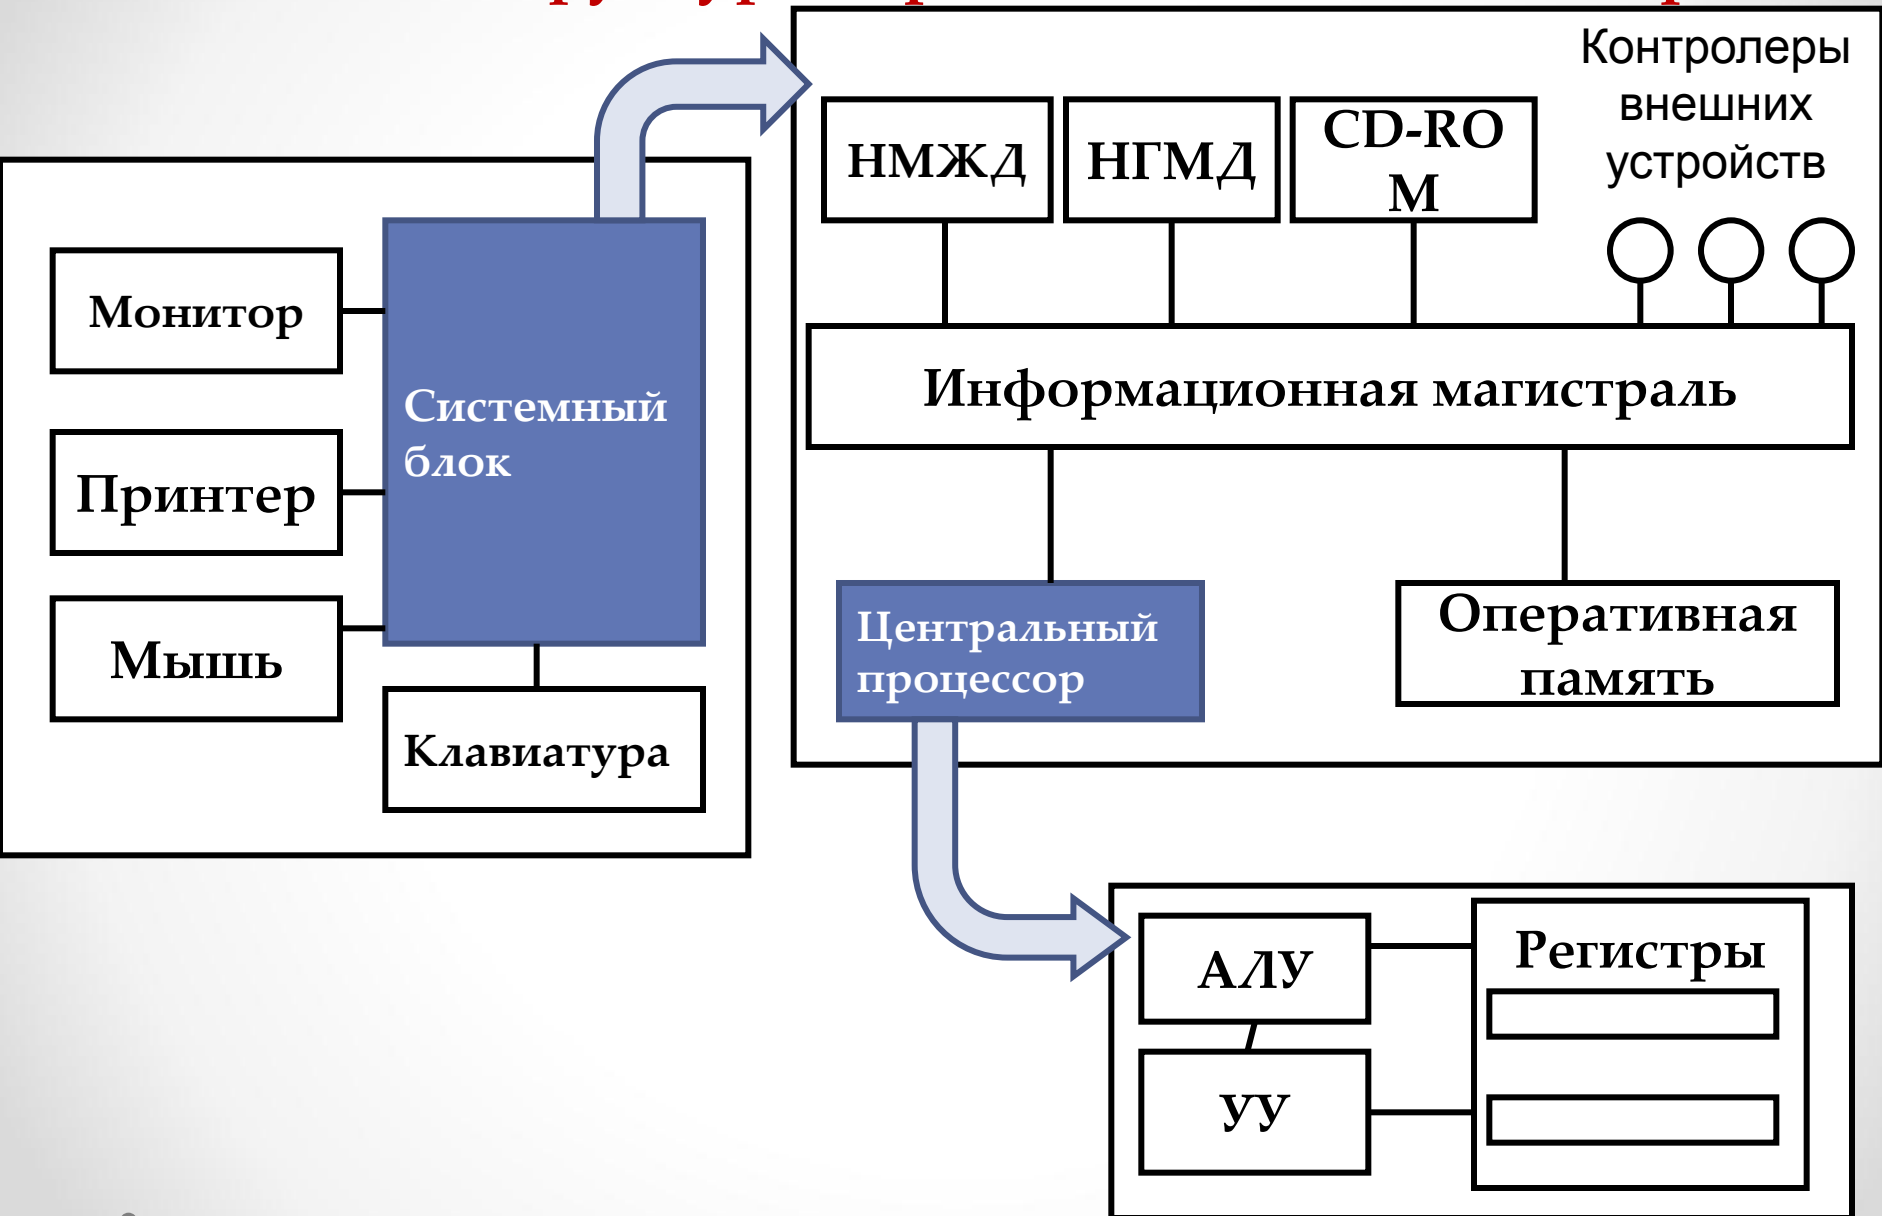 Контролеры
внешних
устройств
НМЖД
НГМД
CD-RO
М
Монитор
Информационная магистраль
Системный
блок
Принтер
Мышь
Клавиатура
Центральный
процессор
Оперативная
память
АЛУ
Регистры
УУ